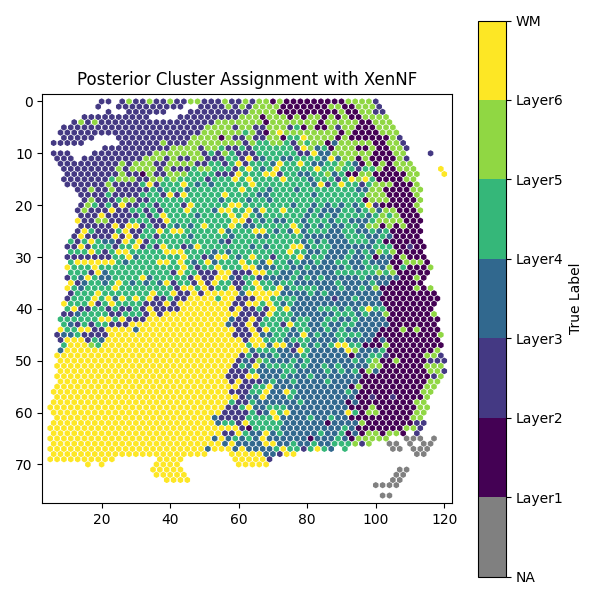 Posterior Cluster Assignment with XenNF
0
10
20
30
40
50
60
70
20
40
60
80
100
120
WM
Layer6
Layer5
Layer4
Layer3
Layer2
Layer1
NA
True Label